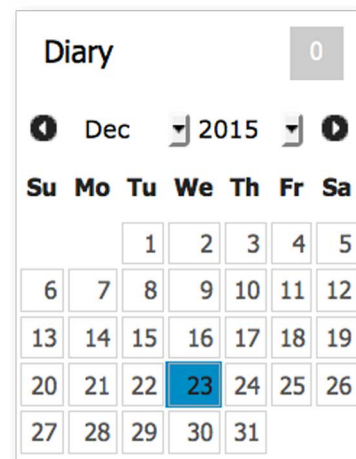 Diary 0
Dec 2015
Su Mo Tu We Th Fr Sa
1 2 3 4 5
6 7 8 9 10 11 12
13 14 15 16 17 18 19
20 21 22 23 24 25 26
27 28 29 30 31